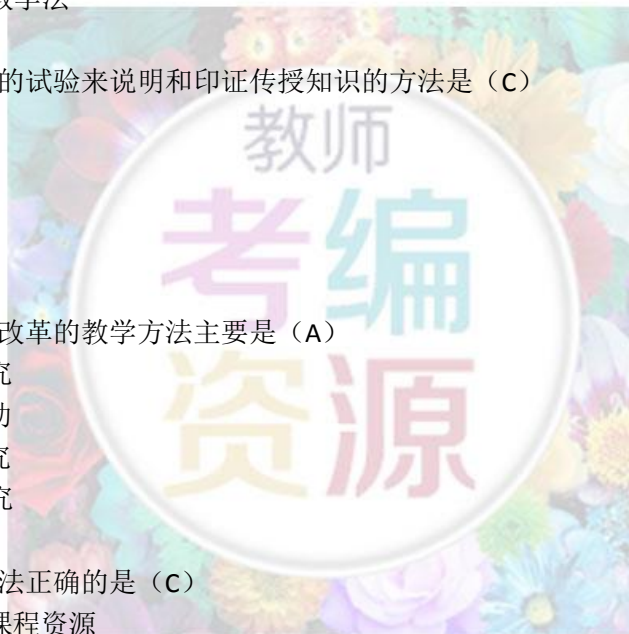 教学法
的试验来说明和印证传授知识的方法是（C）
教师
考编
改革的教学方法主要是（A）
究
动
资源
究
究
法正确的是（C）
课程资源